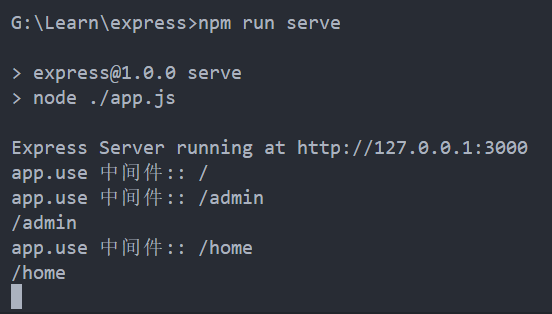 G:\Learn\express>npm run serve
> express@1.0.0 serve
> node ./app.js
Express Server running at http://127.0.0.1:3000
app.use 中间件:: /
app.use 中间件:: /admin
/admin
app.use 中间件:: /home
/home